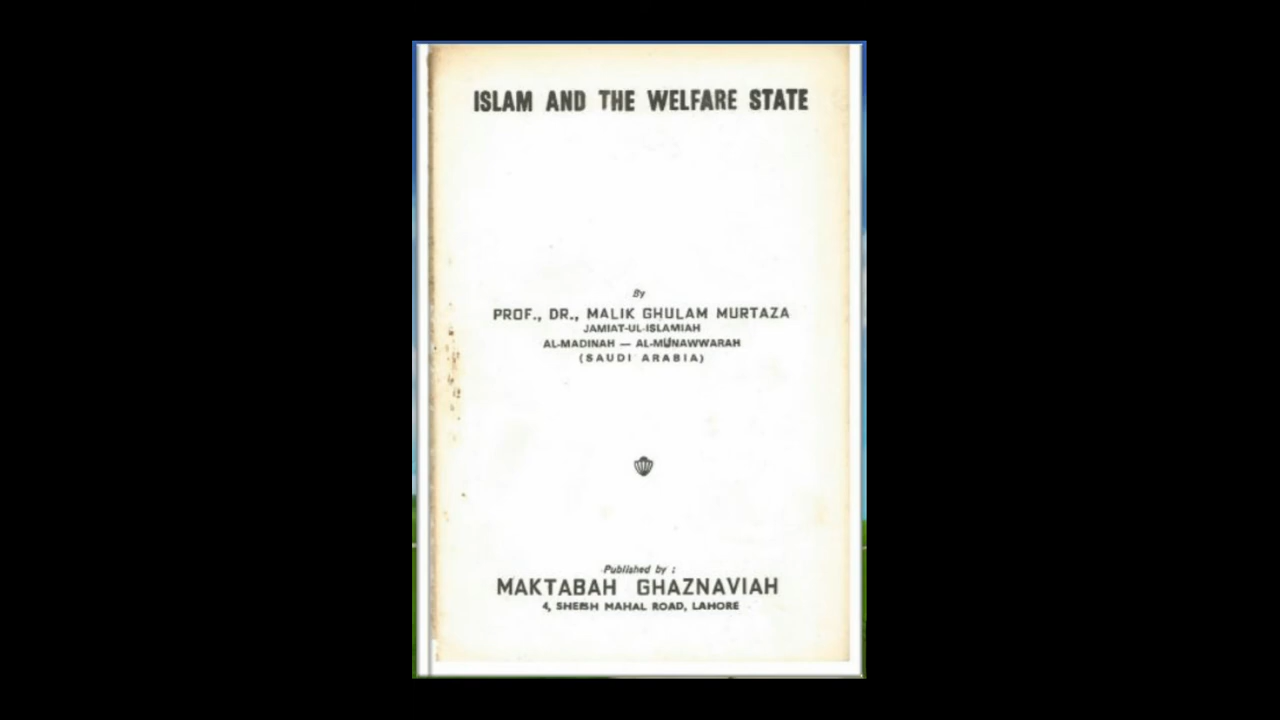 ISLAM AND THE WELFARE STATE
By
PROF., DR., MALIK GHULAM MURTAZA
JAMIAT-UL-ISLAMIAH
AL-MADINAH — AL-MUNAWWARAH
(SAUDI ARABIA)
Published by :
MAKTABAH GHAZNAVIAH
4, SHEESH MAHAL ROAD, LAHORE